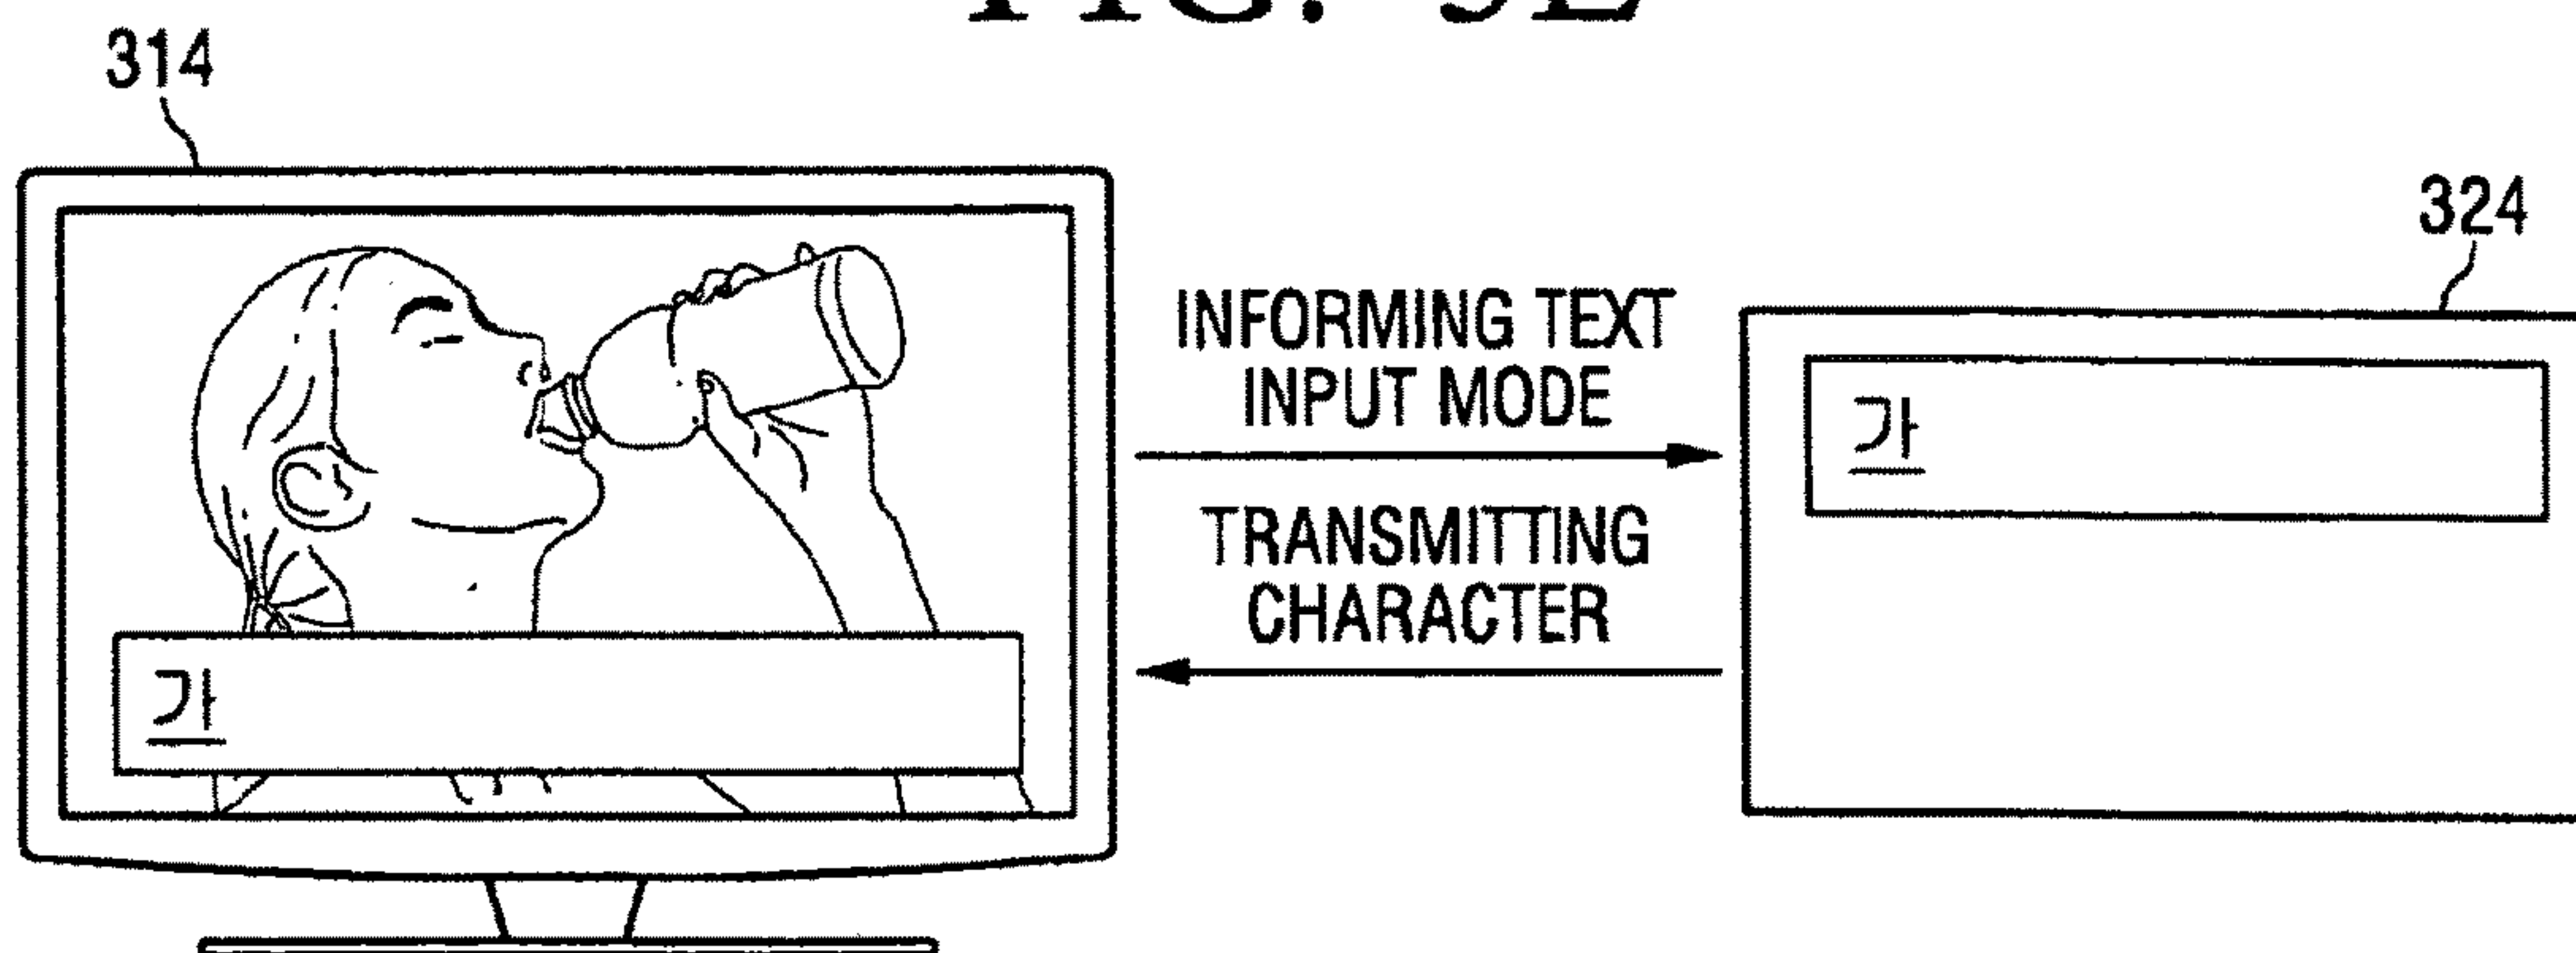 314
324
INFORMING TEXT
INPUT MODE
TRANSMITTING
CHARACTER
가
가